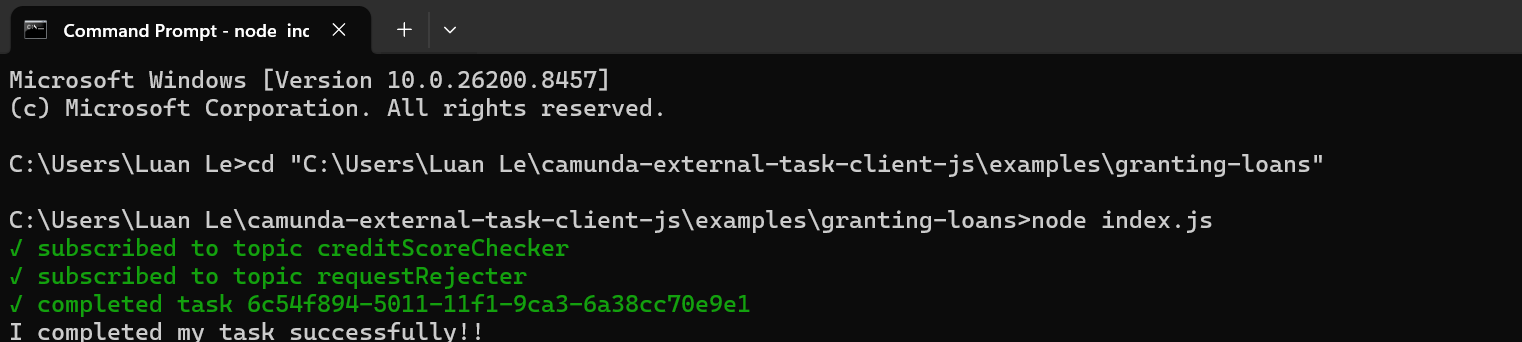 Command Prompt - node inc
Microsoft Windows [Version 10.0.26200.8457]
(c) Microsoft Corporation. All rights reserved.
C:\Users\Luan Le>cd "C:\Users\Luan Le\camunda-external-task-client-js\examples\granting-loans"
C:\Users\Luan Le\camunda-external-task-client-js\examples\granting-loans>node index.js
√ subscribed to topic creditScoreChecker
√ subscribed to topic requestRejecter
√ completed task 6c54f894-5011-11f1-9ca3-6a38cc70e9e1
I completed my task successfully!!